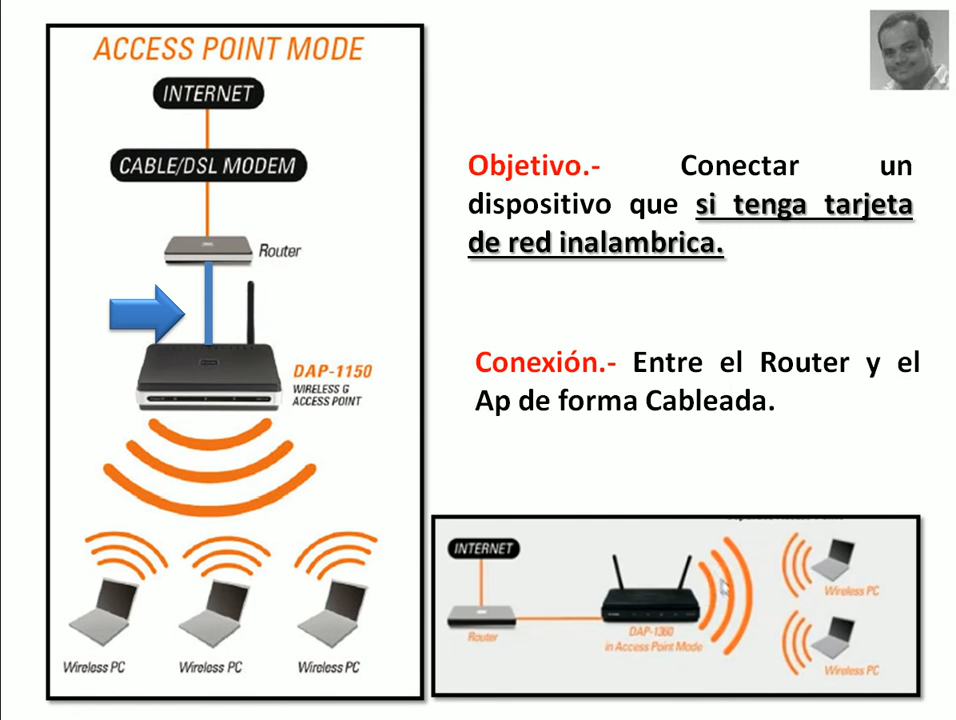 ACCESS POINT MODE
INTERNET
CABLE/DSL MODEM
Router
DAP-1150
WIRELESS G
ACCESS POINT
Wireless PC
Wireless PC
Wireless PC
Objetivo.- Conectar un
dispositivo que si tenga tarjeta
de red inalambrica.
Conexión.- Entre el Router y el
Ap de forma Cableada.
INTERNET
Router
DAP-1360
in Access Point Mode
Wireless PC
Wireless PC